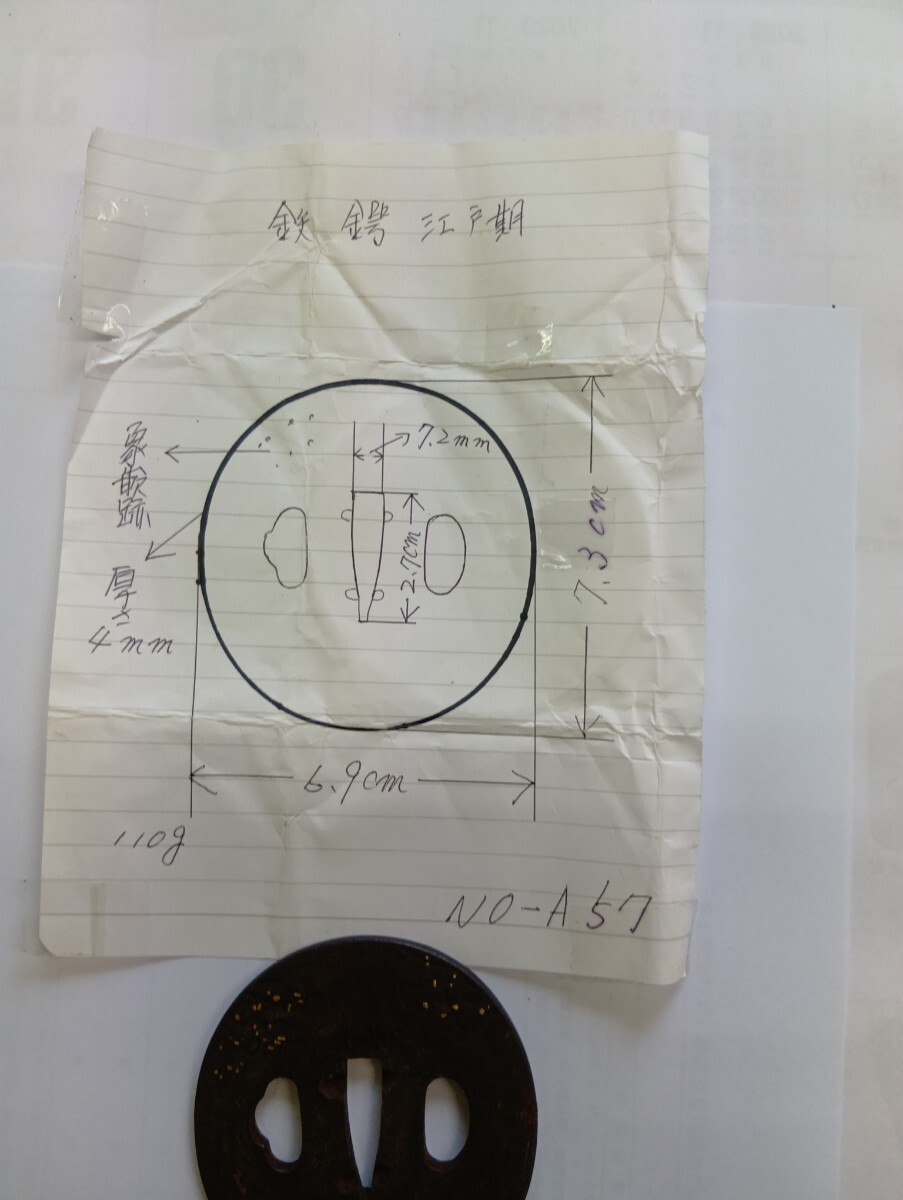 鉄 鍔 江戸期
7.2mm
象嵌跡
2.7cm
7.3cm
厚さ
4mm
6.9cm
110g
NO-A57